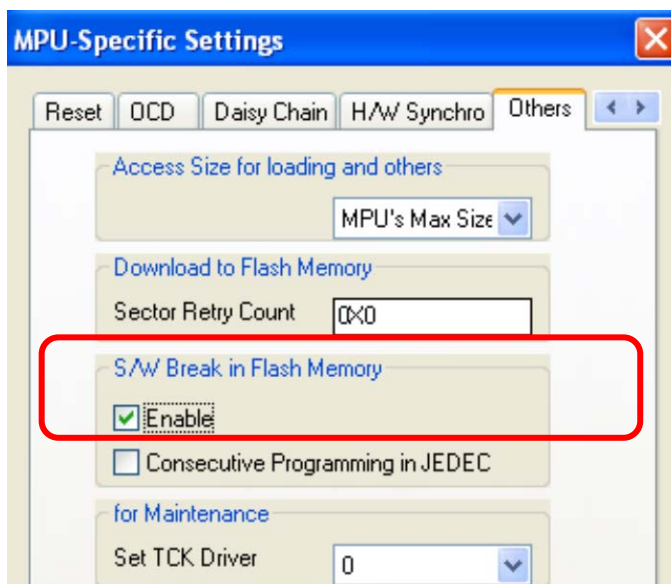 MPU-Specific Settings
Reset OCD Daisy Chain H/W Synchro Others
Access Size for loading and others
MPU's Max Size
Download to Flash Memory
Sector Retry Count 0X0
S/W Break in Flash Memory
Enable
Consecutive Programming in JEDEC
for Maintenance
Set TCK Driver 0